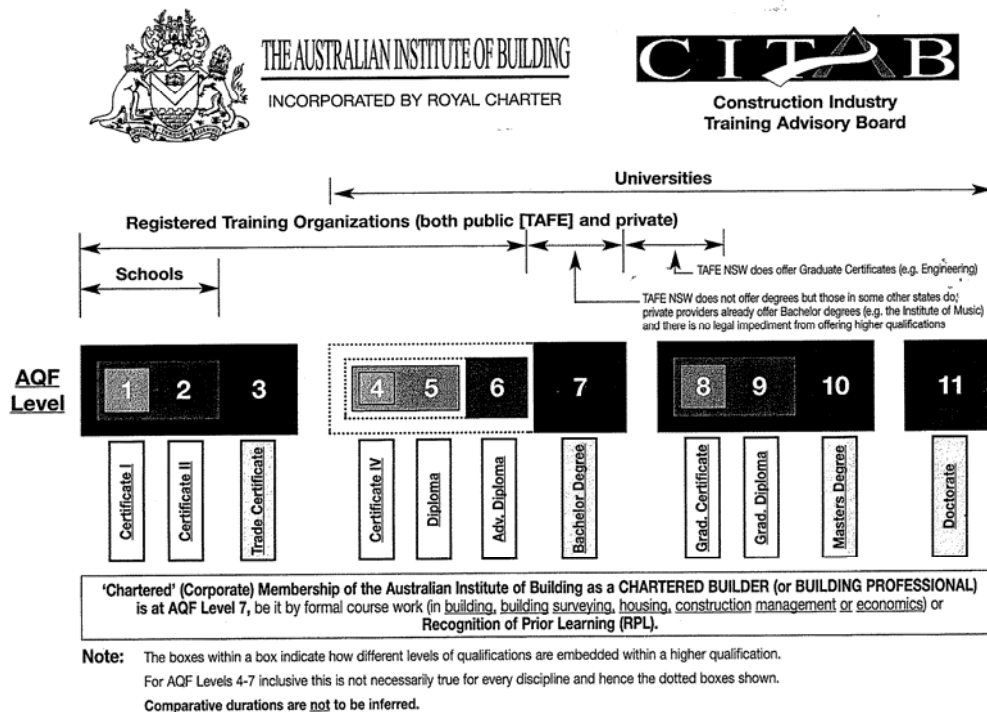 THE AUSTRALIAN INSTITUTE OF BUILDING
INCORPORATED BY ROYAL CHARTER
CITAB
Construction Industry
Training Advisory Board
Universities
Registered Training Organizations (both public [TAFE] and private)
Schools
TAFE NSW does offer Graduate Certificates (e.g. Engineering)
TAFE NSW does not offer degrees but those in some other states do;
private providers already offer Bachelor degrees (e.g. the Institute of Music)
and there is no legal impediment from offering higher qualifications
AQF
Level
1 2 3 4 5 6 7 8 9 10 11
Certificate I
Certificate II
Trade Certificate
Certificate IV
Diploma
Adv. Diploma
Bachelor Degree
Grad. Certificate
Grad. Diploma
Masters Degree
Doctorate
'Chartered' (Corporate) Membership of the Australian Institute of Building as a CHARTERED BUILDER (or BUILDING PROFESSIONAL)
is at AQF Level 7, be it by formal course work (in building, building surveying, housing, construction management or economics) or
Recognition of Prior Learning (RPL).
Note: The boxes within a box indicate how different levels of qualifications are embedded within a higher qualification.
For AQF Levels 4-7 inclusive this is not necessarily true for every discipline and hence the dotted boxes shown.
Comparative durations are not to be inferred.